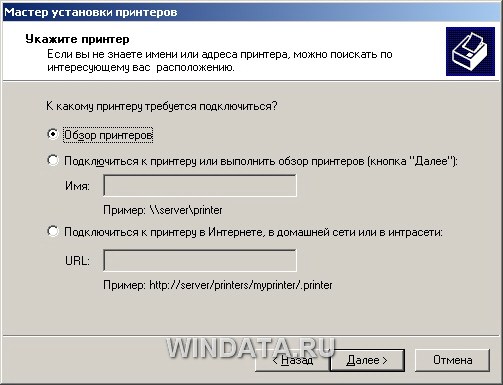 Мастер установки принтеров
Укажите принтер
Если вы не знаете имени или адреса принтера, можно поискать по
интересующему вас расположению.
К какому принтеру требуется подключиться?
Обзор принтеров
Подключиться к принтеру или выполнить обзор принтеров (кнопка "Далее"):
Имя:
Пример: \\server\printer
Подключиться к принтеру в Интернете, в домашней сети или в интрасети:
URL:
Пример: http://server/printers/myprinter/.printer
WINDATA.RU
< Назад
Далее >
Отмена